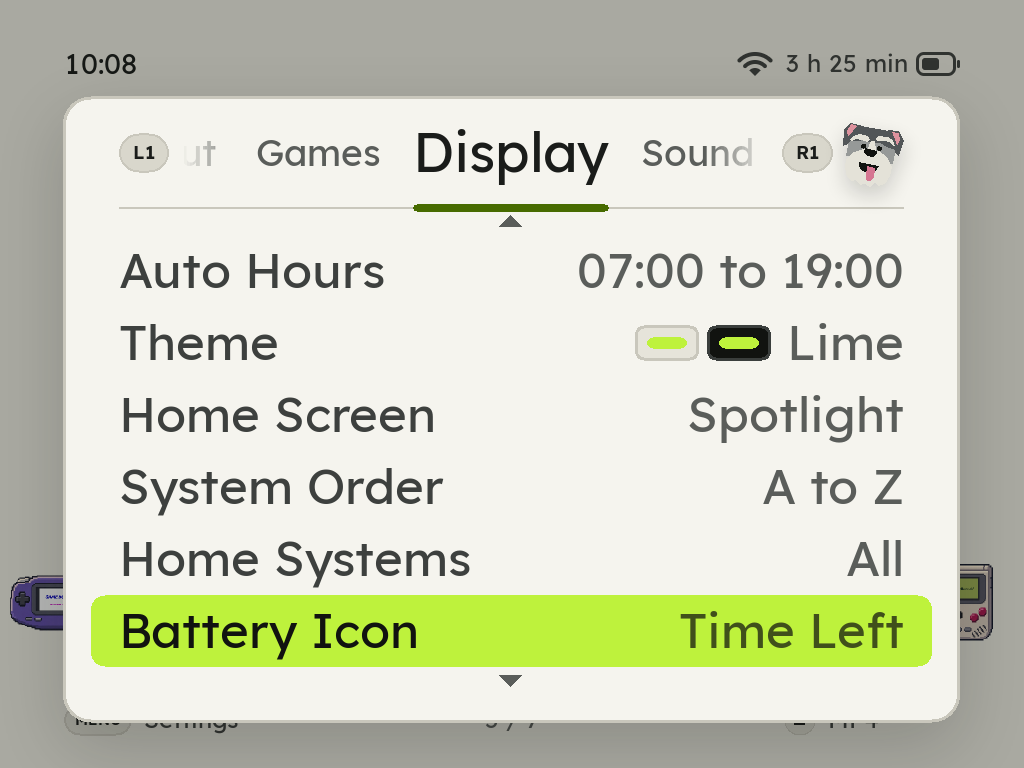 10:08
3 h 25 min
L1
ut
Games
Display
Sound
R1
Auto Hours
07:00 to 19:00
Theme
Lime
Home Screen
Spotlight
System Order
A to Z
Home Systems
All
Battery Icon
Time Left
Settings